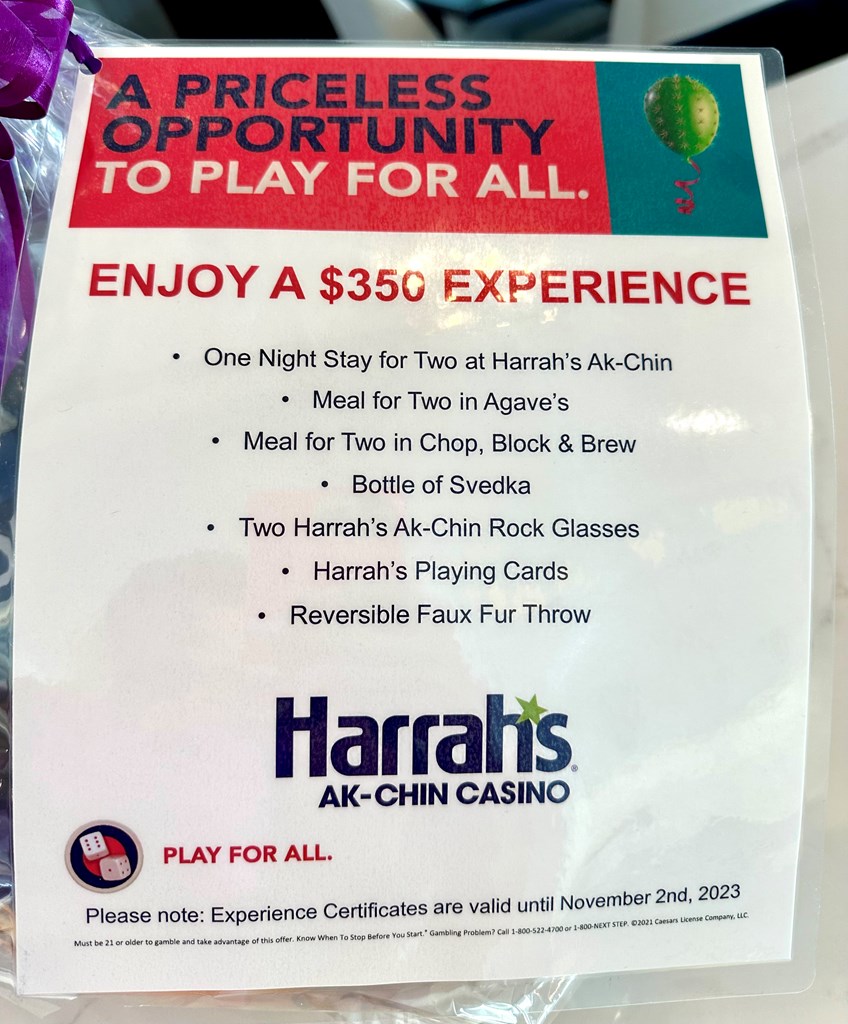 A PRICELESS
OPPORTUNITY
TO PLAY FOR ALL.
ENJOY A $350 EXPERIENCE
• One Night Stay for Two at Harrah's Ak-Chin
• Meal for Two in Agave's
• Meal for Two in Chop, Block & Brew
• Bottle of Svedka
• Two Harrah's Ak-Chin Rock Glasses
• Harrah's Playing Cards
• Reversible Faux Fur Throw
Harrah's®
AK-CHIN CASINO
PLAY FOR ALL.
Please note: Experience Certificates are valid until November 2nd, 2023
Must be 21 or older to gamble and take advantage of this offer. Know When To Stop Before You Start.® Gambling Problem? Call 1-800-522-4700 or 1-800-NEXT STEP. ©2021 Caesars License Company, LLC.